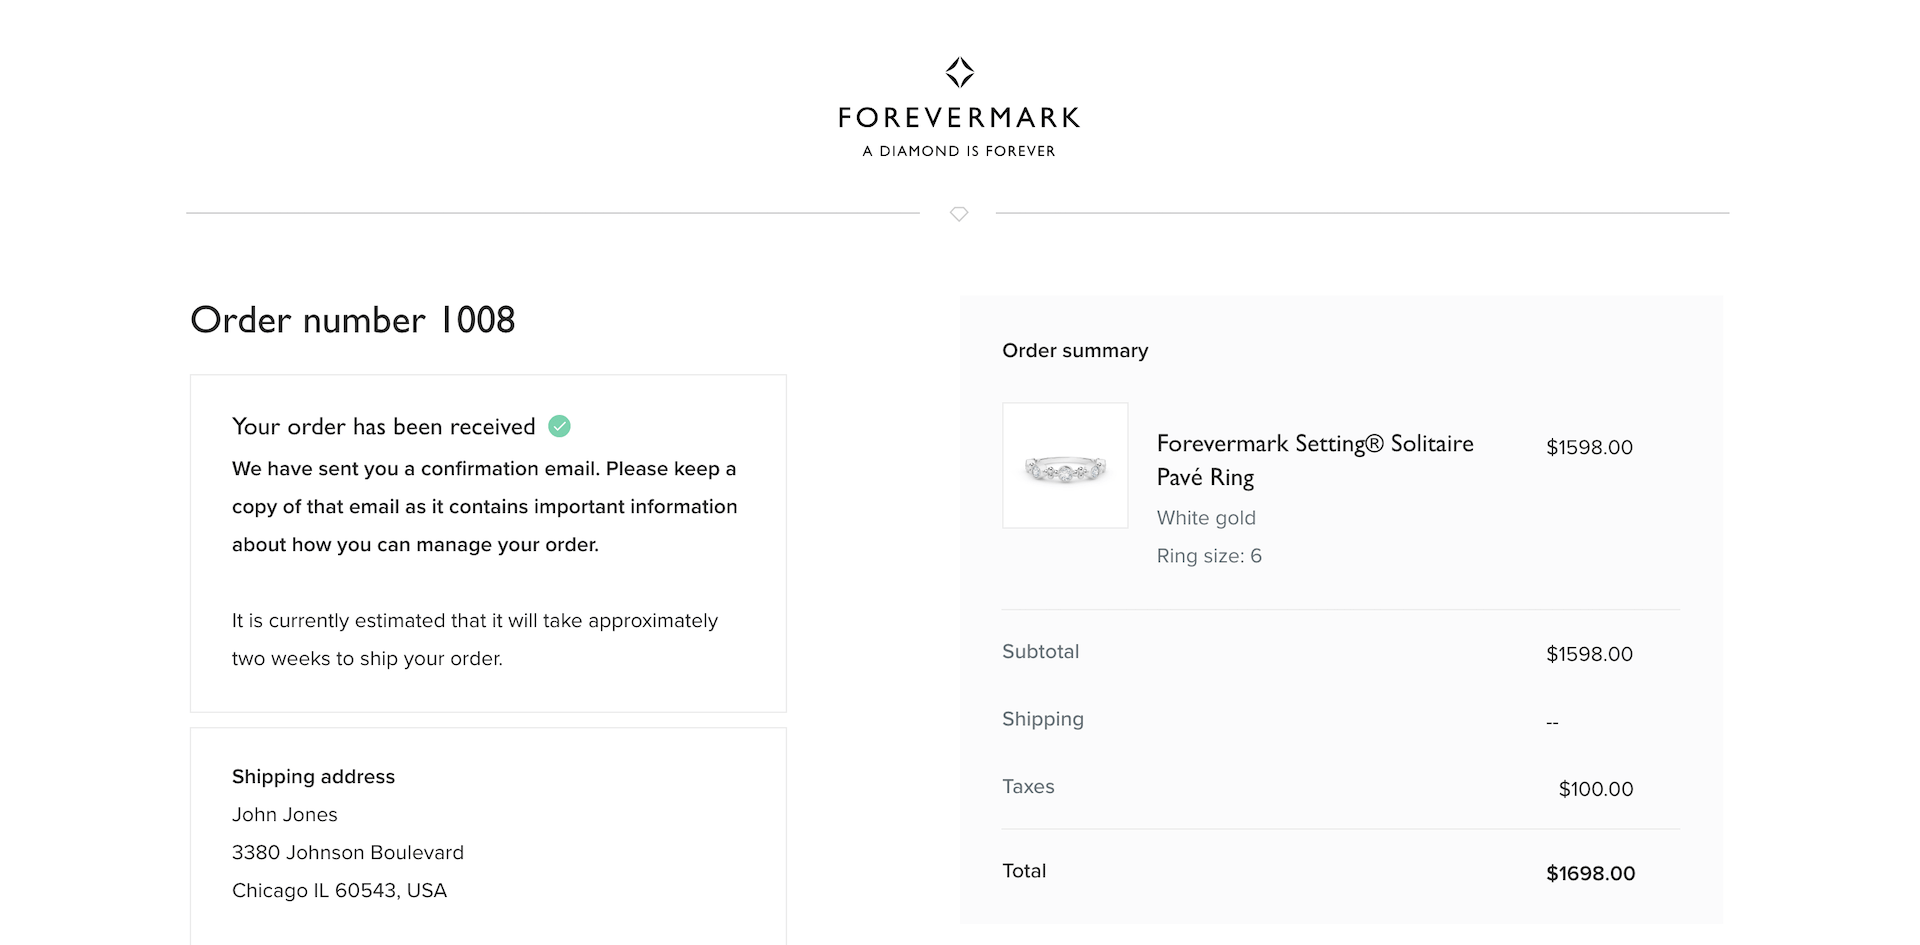 FOREVERMARK
A DIAMOND IS FOREVER
Order number 1008
Your order has been received
We have sent you a confirmation email. Please keep a
copy of that email as it contains important information
about how you can manage your order.
It is currently estimated that it will take approximately
two weeks to ship your order.
Shipping address
John Jones
3380 Johnson Boulevard
Chicago IL 60543, USA
Order summary
Forevermark Setting® Solitaire $1598.00
Pavé Ring
White gold
Ring size: 6
Subtotal $1598.00
Shipping --
Taxes $100.00
Total $1698.00